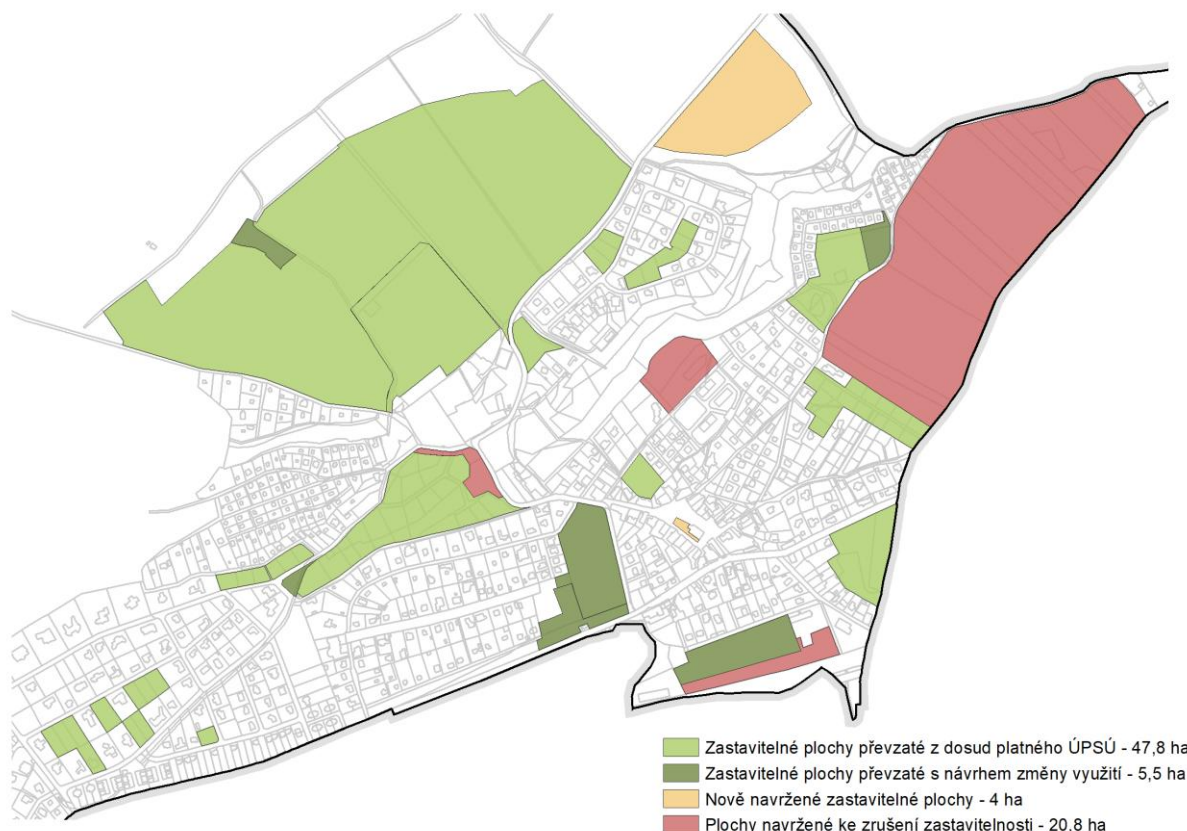 Zastavitelné plochy převzaté z dosud platného ÚPSÚ - 47,8 ha
Zastavitelné plochy převzaté s návrhem změny využití - 5,5 ha
Nově navržené zastavitelné plochy - 4 ha
Plochy navržené ke zrušení zastavitelnosti - 20,8 ha